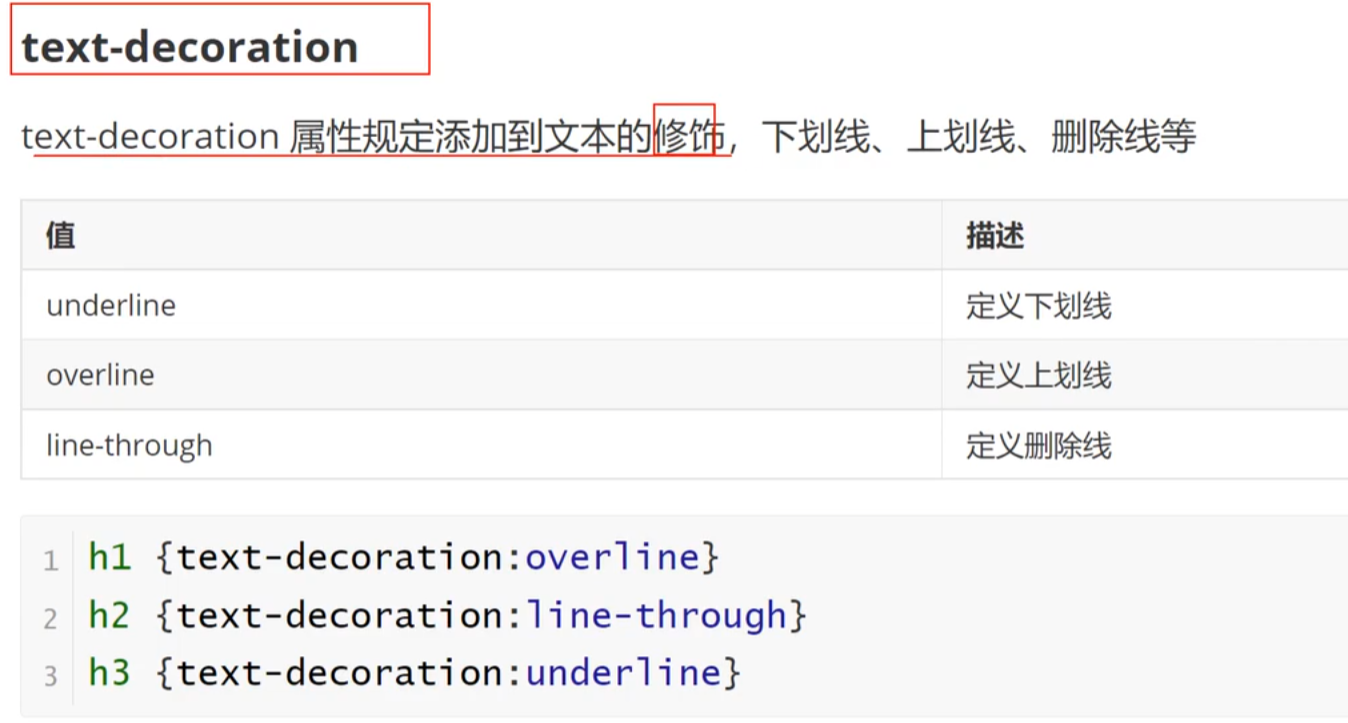 text-decoration
text-decoration 属性规定添加到文本的修饰，下划线、上划线、删除线等
值 描述
underline 定义下划线
overline 定义上划线
line-through 定义删除线
1 h1 {text-decoration:overline}
2 h2 {text-decoration:line-through}
3 h3 {text-decoration:underline}